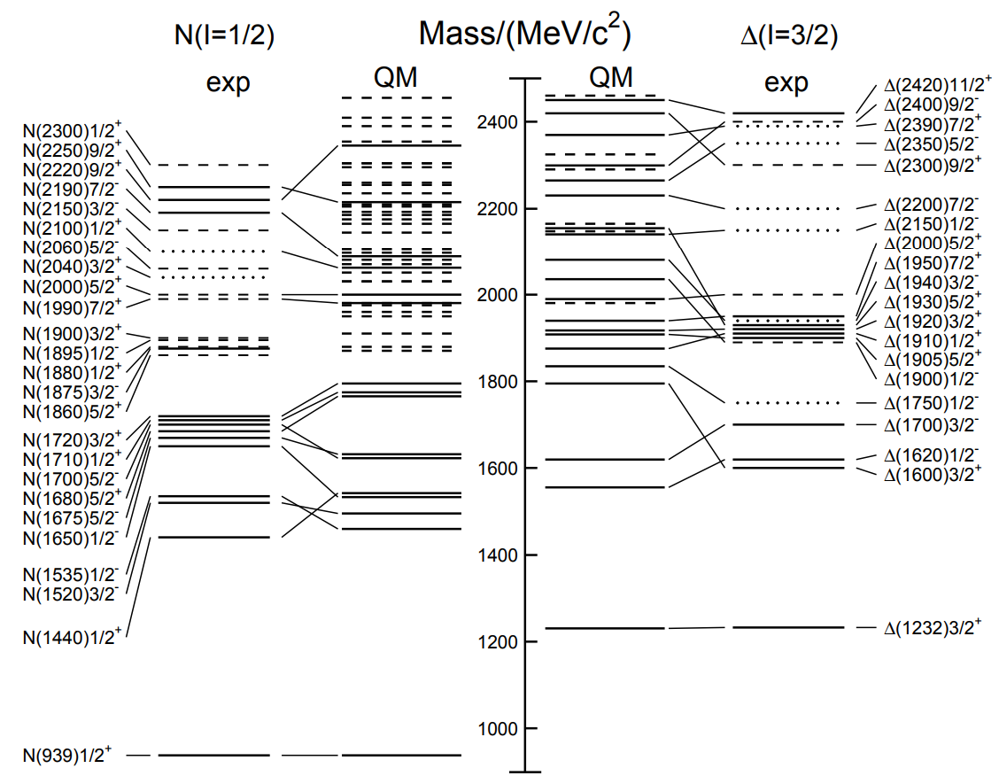 N(I=1/2)
Mass/(MeV/c²)
Δ(I=3/2)
exp
QM
QM
exp
N(2300)1/2⁺
N(2250)9/2⁺
N(2220)9/2⁺
N(2190)7/2⁻
N(2150)3/2⁻
N(2100)1/2⁺
N(2060)5/2⁻
N(2040)3/2⁺
N(2000)5/2⁺
N(1990)7/2⁺
N(1900)3/2⁺
N(1895)1/2⁻
N(1880)1/2⁺
N(1875)3/2⁻
N(1860)5/2⁺
N(1720)3/2⁺
N(1710)1/2⁺
N(1700)5/2⁻
N(1680)5/2⁺
N(1675)5/2⁻
N(1650)1/2⁻
N(1535)1/2⁻
N(1520)3/2⁻
N(1440)1/2⁺
N(939)1/2⁺
2400
2200
2000
1800
1600
1400
1200
1000
Δ(2420)11/2⁺
Δ(2400)9/2⁻
Δ(2390)7/2⁺
Δ(2350)5/2⁻
Δ(2300)9/2⁺
Δ(2200)7/2⁻
Δ(2150)1/2⁻
Δ(2000)5/2⁺
Δ(1950)7/2⁺
Δ(1940)3/2⁻
Δ(1930)5/2⁻
Δ(1920)3/2⁺
Δ(1910)1/2⁺
Δ(1905)5/2⁺
Δ(1900)1/2⁻
Δ(1750)1/2⁻
Δ(1700)3/2⁻
Δ(1620)1/2⁻
Δ(1600)3/2⁺
Δ(1232)3/2⁺